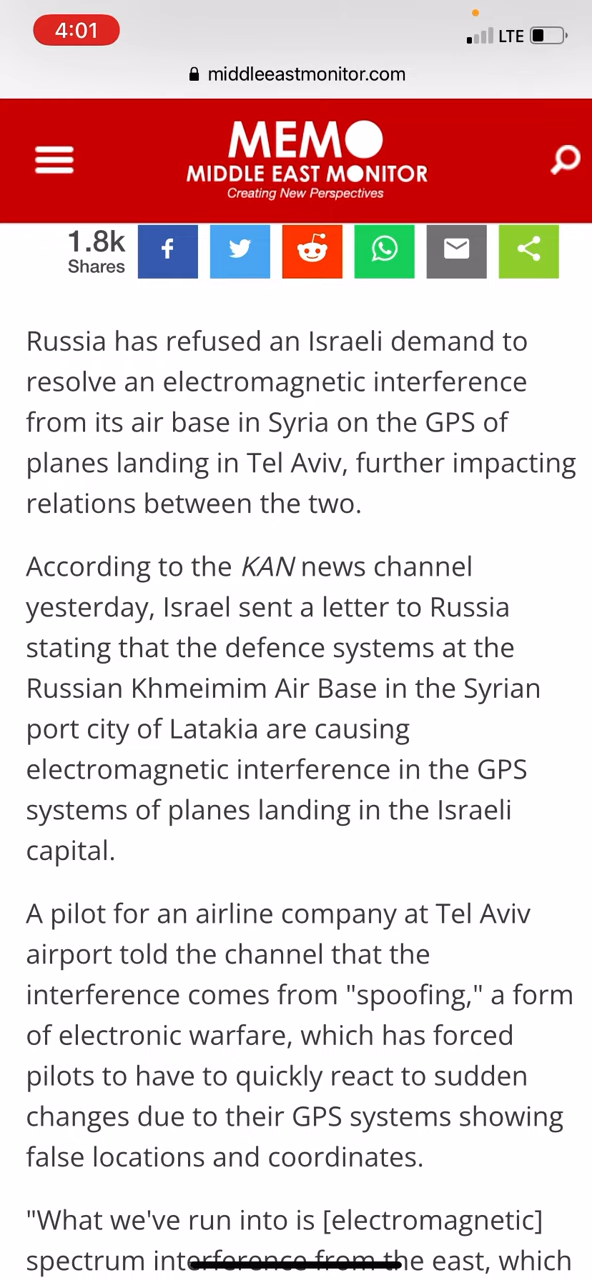 4:01
LTE
middleeastmonitor.com
MEMO
MIDDLE EAST MONITOR
Creating New Perspectives
1.8k
Shares
Russia has refused an Israeli demand to
resolve an electromagnetic interference
from its air base in Syria on the GPS of
planes landing in Tel Aviv, further impacting
relations between the two.
According to the KAN news channel
yesterday, Israel sent a letter to Russia
stating that the defence systems at the
Russian Khmeimim Air Base in the Syrian
port city of Latakia are causing
electromagnetic interference in the GPS
systems of planes landing in the Israeli
capital.
A pilot for an airline company at Tel Aviv
airport told the channel that the
interference comes from "spoofing," a form
of electronic warfare, which has forced
pilots to have to quickly react to sudden
changes due to their GPS systems showing
false locations and coordinates.
"What we've run into is [electromagnetic]
spectrum interference from the east, which